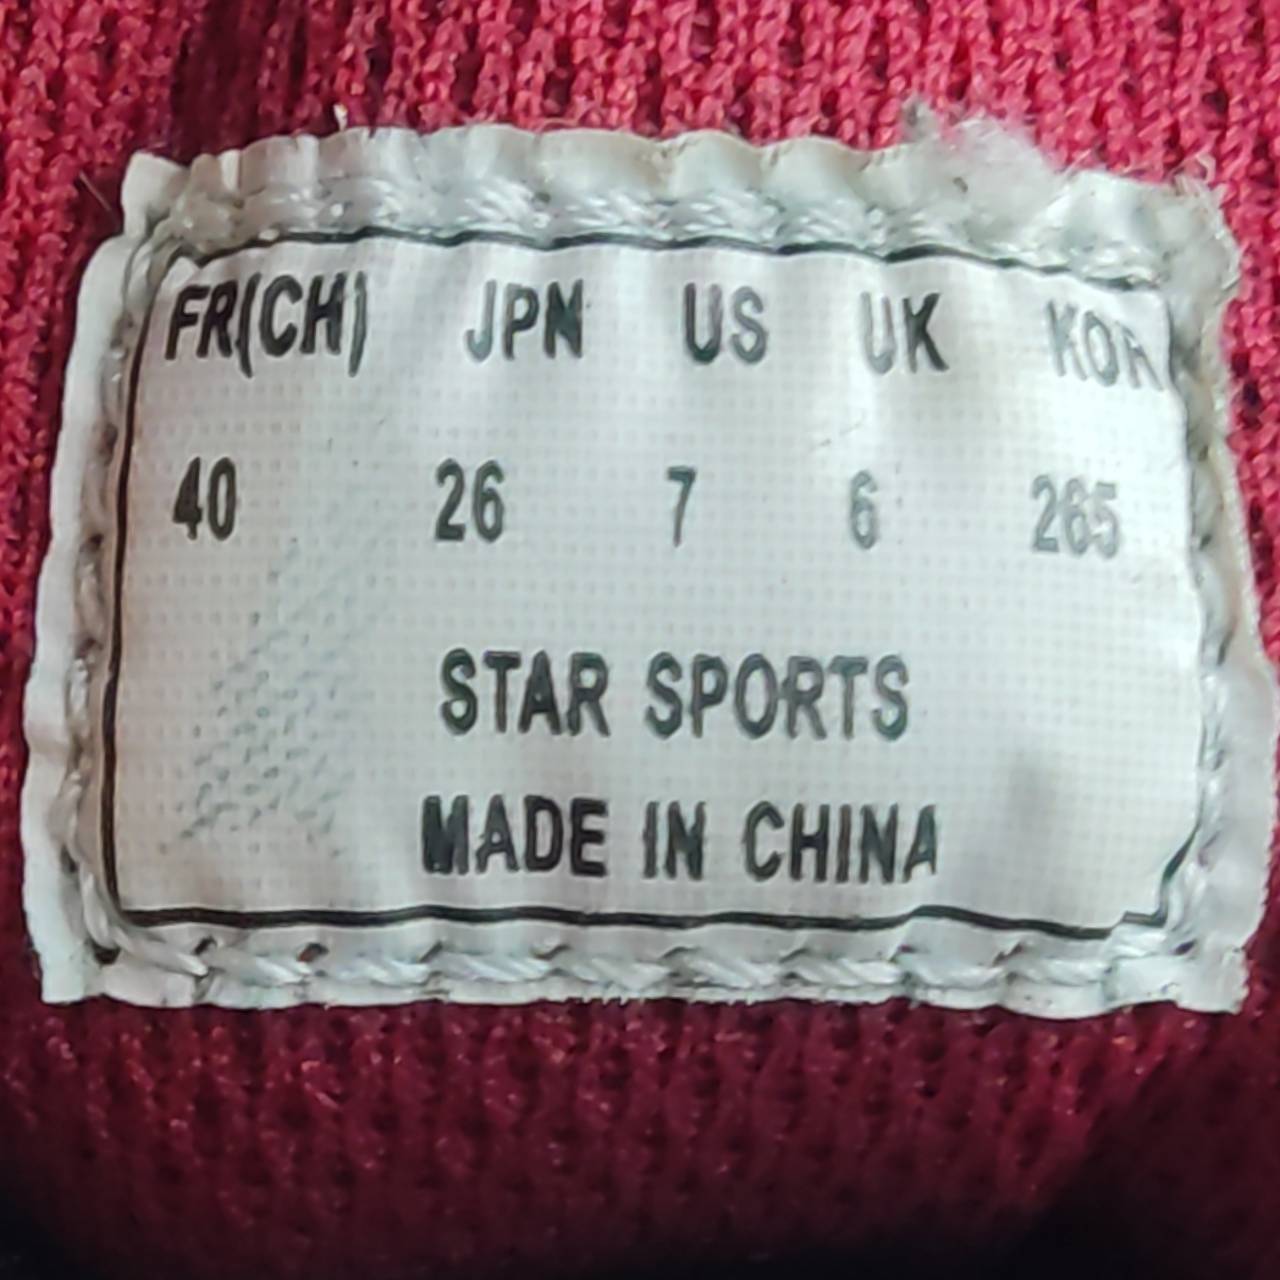 FR(CH) JPN US UK KOR
40 26 7 6 265
STAR SPORTS
MADE IN CHINA